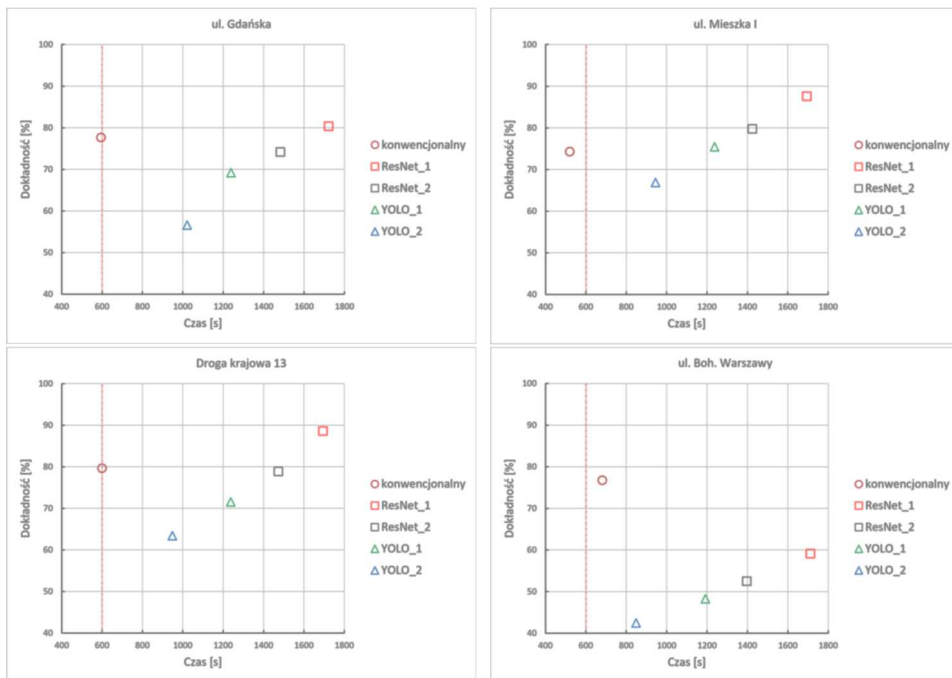 ul. Gdańska
Dokładność [%]
100
90
80
70
60
50
40
400 600 800 1000 1200 1400 1600 1800
Czas [s]
konwencjonalny
ResNet_1
ResNet_2
YOLO_1
YOLO_2
ul. Mieszka I
Dokładność [%]
100
90
80
70
60
50
40
400 600 800 1000 1200 1400 1600 1800
Czas [s]
konwencjonalny
ResNet_1
ResNet_2
YOLO_1
YOLO_2
Droga krajowa 13
Dokładność [%]
100
90
80
70
60
50
40
400 600 800 1000 1200 1400 1600 1800
Czas [s]
konwencjonalny
ResNet_1
ResNet_2
YOLO_1
YOLO_2
ul. Boh. Warszawy
Dokładność [%]
100
90
80
70
60
50
40
400 600 800 1000 1200 1400 1600 1800
Czas [s]
konwencjonalny
ResNet_1
ResNet_2
YOLO_1
YOLO_2